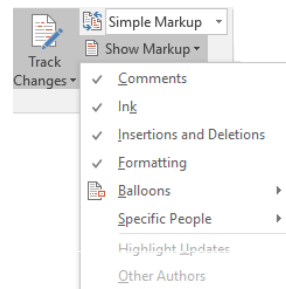 Simple Markup
Show Markup
Track
Changes
Comments
Ink
Insertions and Deletions
Formatting
Balloons
Specific People
Highlight Updates
Other Authors